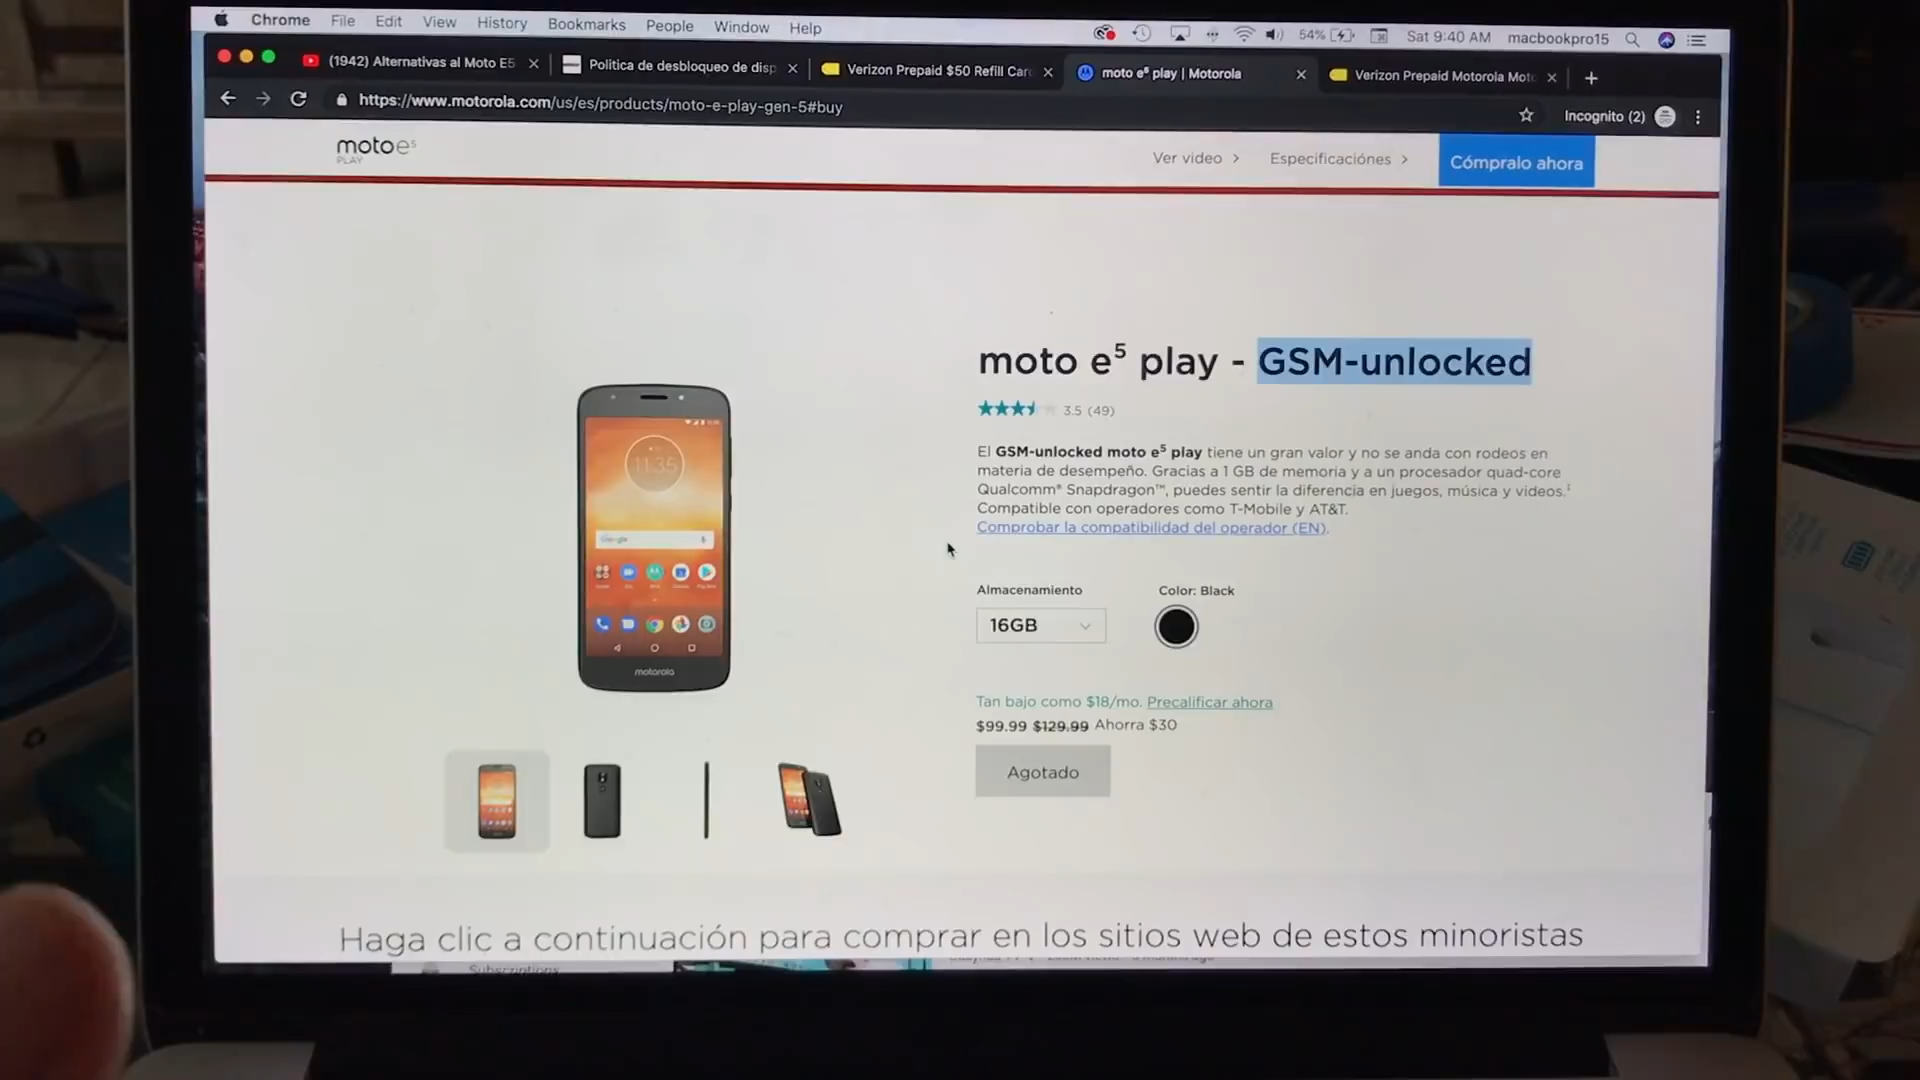 Chrome File Edit View History Bookmarks People Window Help 54% Sat 9:40 AM macbookpro15
(1942) Alternativas al Moto E5
Politica de desbloqueo de disp
Verizon Prepaid $50 Refill Car
moto e⁵ play | Motorola
Verizon Prepaid Motorola Moto
https://www.motorola.com/us/es/products/moto-e-play-gen-5#buy
Incognito (2)
moto e⁵
PLAY
Ver video >
Especificaciónes >
Cómpralo ahora
moto e⁵ play - GSM-unlocked
3.5 (49)
El GSM-unlocked moto e⁵ play tiene un gran valor y no se anda con rodeos en
materia de desempeño. Gracias a 1 GB de memoria y a un procesador quad-core
Qualcomm® Snapdragon™, puedes sentir la diferencia en juegos, música y videos.‡
Compatible con operadores como T-Mobile y AT&T.
Comprobar la compatibilidad del operador (EN).
11:35
Google
motorola
Almacenamiento
Color: Black
16GB
Tan bajo como $18/mo. Precalificar ahora
$99.99 $129.99 Ahorra $30
Agotado
Haga clic a continuación para comprar en los sitios web de estos minoristas
Subscriptions